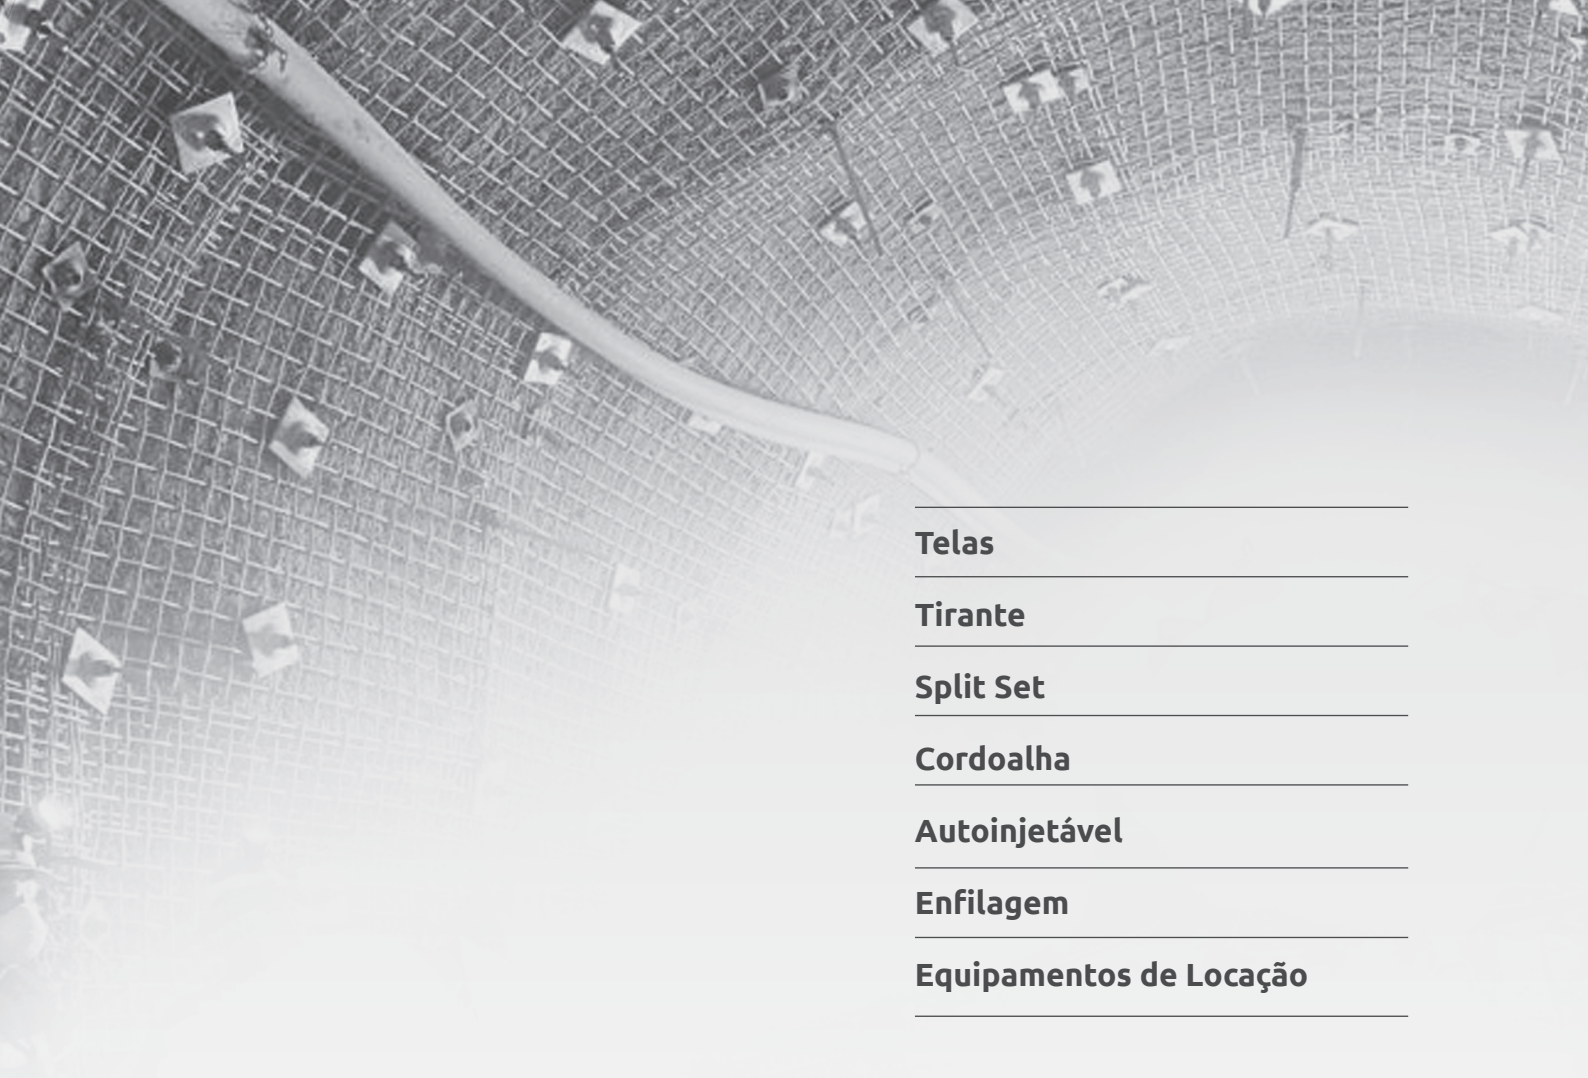 Telas
Tirante
Split Set
Cordoalha
Autoinjetável
Enfilagem
Equipamentos de Locação